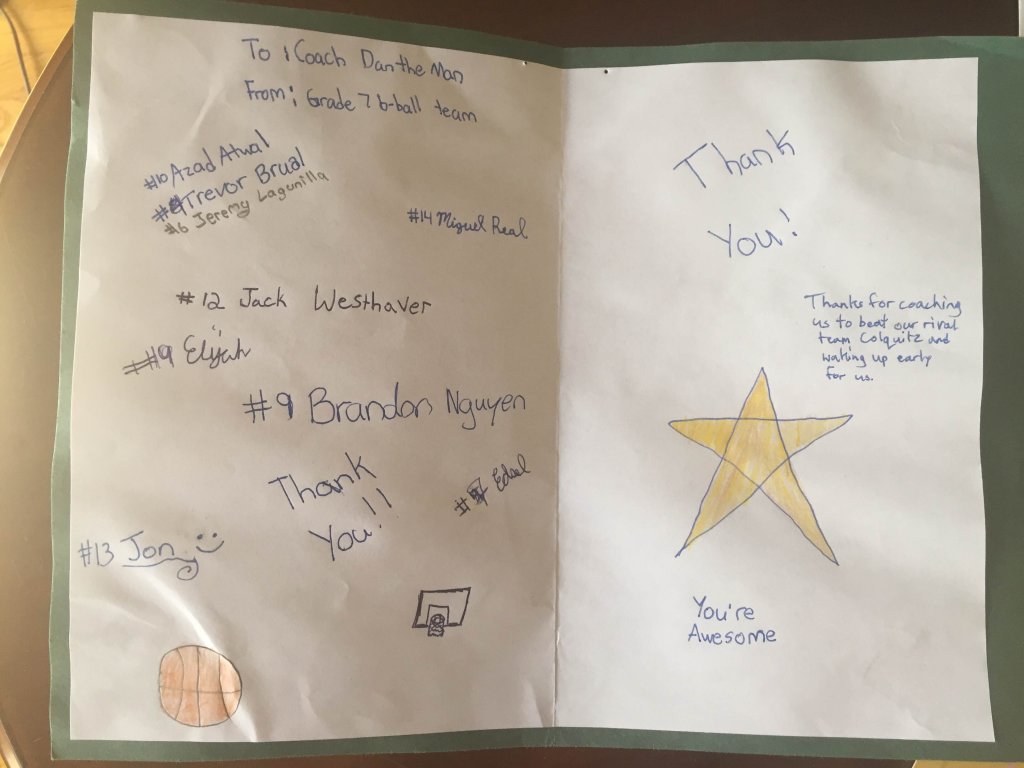 To : Coach Dan the Man
From: Grade 7 b-ball team
#10 Azad Atwal
Trevor Brual
#6 Jeremy Lagunilla
#14 Miguel Real
#12 Jack Westhaver
#9 Elijah
#9 Brandon Nguyen
Thank
You!!
Edsel
#13 Jon
Thank
You!
Thanks for coaching
us to beat our rival
team Colquitz and
waking up early
for us.
You're
Awesome